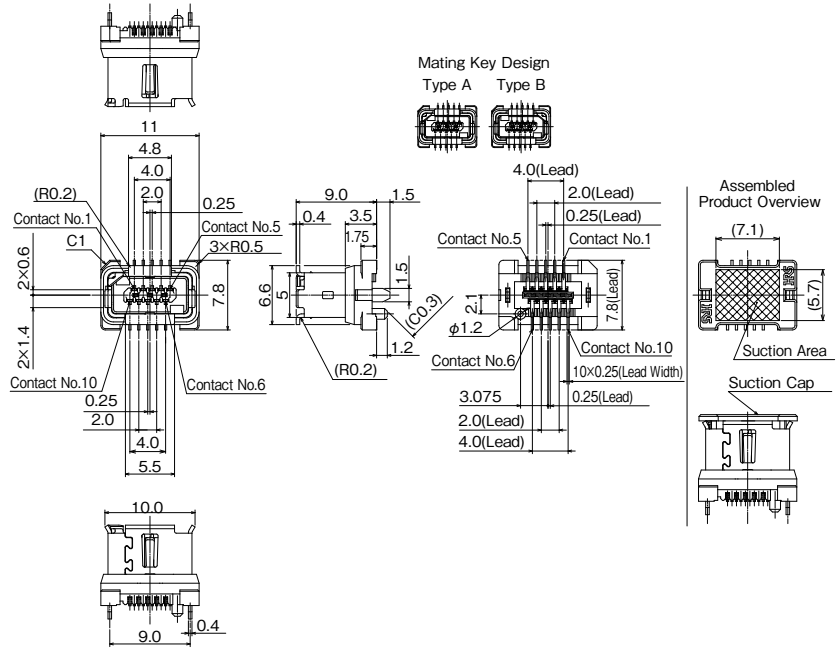 Mating Key Design
Type A
Type B
11
4.8
4.0
2.0
(R0.2)
0.25
Contact No.1
Contact No.5
C1
3×R0.5
2×0.6
2×1.4
7.8
Contact No.10
Contact No.6
0.25
2.0
4.0
5.5
9.0
1.5
0.4
3.5
1.75
6.6
5
1.5
(C0.3)
1.2
(R0.2)
4.0(Lead)
2.0(Lead)
0.25(Lead)
Contact No.5
Contact No.1
2.1
7.8(Lead)
φ1.2
Contact No.6
Contact No.10
10×0.25(Lead Width)
3.075
0.25(Lead)
2.0(Lead)
4.0(Lead)
Assembled
Product Overview
(7.1)
(5.7)
HRS
HRS
Suction Area
Suction Cap
10.0
0.4
9.0